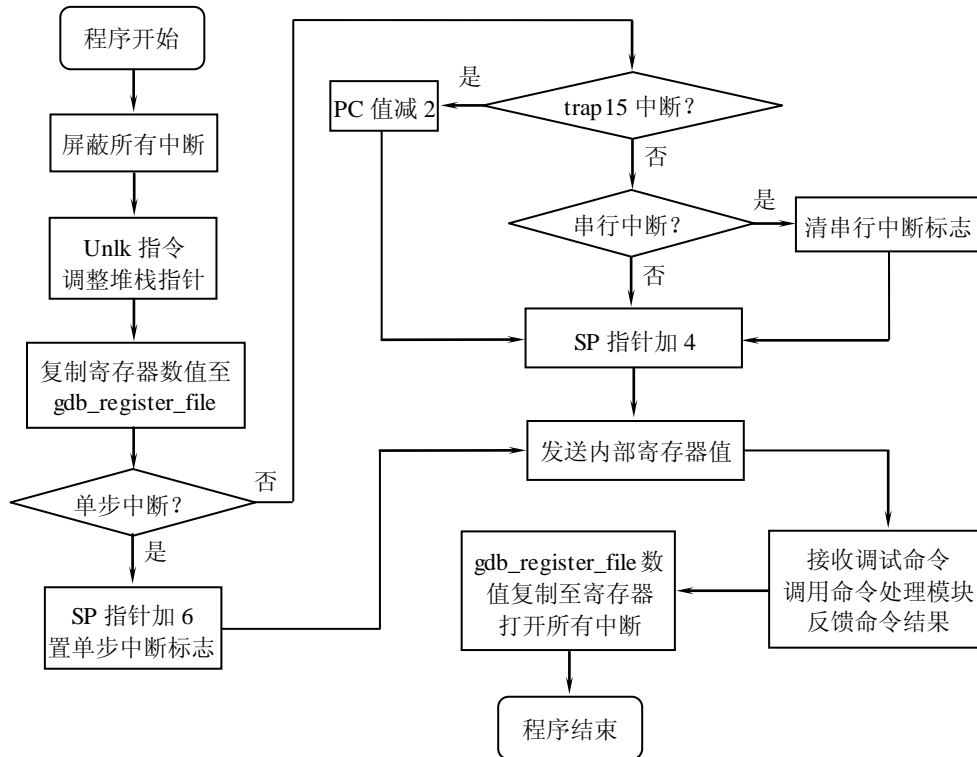 程序开始
屏蔽所有中断
Unlk 指令
调整堆栈指针
复制寄存器数值至
gdb_register_file
单步中断？
否
是
SP 指针加 6
置单步中断标志
trap15 中断？
是
PC 值减 2
否
串行中断？
是
清串行中断标志
否
SP 指针加 4
发送内部寄存器值
接收调试命令
调用命令处理模块
反馈命令结果
gdb_register_file 数
值复制至寄存器
打开所有中断
程序结束